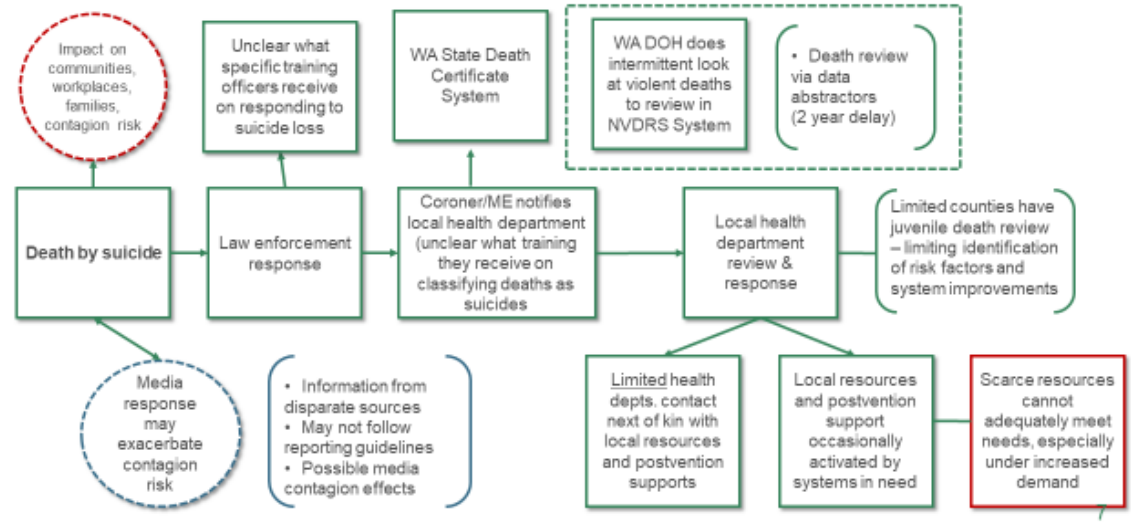 Impact on
communities,
workplaces,
families,
contagion risk
Unclear what
specific training
officers receive
on responding to
suicide loss
WA State Death
Certificate
System
WA DOH does
intermittent look
at violent deaths
to review in
NVDRS System
• Death review
via data
abstractors
(2 year delay)
Death by suicide
Law enforcement
response
Coroner/ME notifies
local health department
(unclear what training
they receive on
classifying deaths as
suicides
Local health
department
review &
response
Limited counties have
juvenile death review
– limiting identification
of risk factors and
system improvements
Media
response
may
exacerbate
contagion
risk
• Information from
disparate sources
• May not follow
reporting guidelines
• Possible media
contagion effects
Limited health
depts. contact
next of kin with
local resources
and postvention
supports
Local resources
and postvention
support
occasionally
activated by
systems in need
Scarce resources
cannot
adequately meet
needs, especially
under increased
demand
7